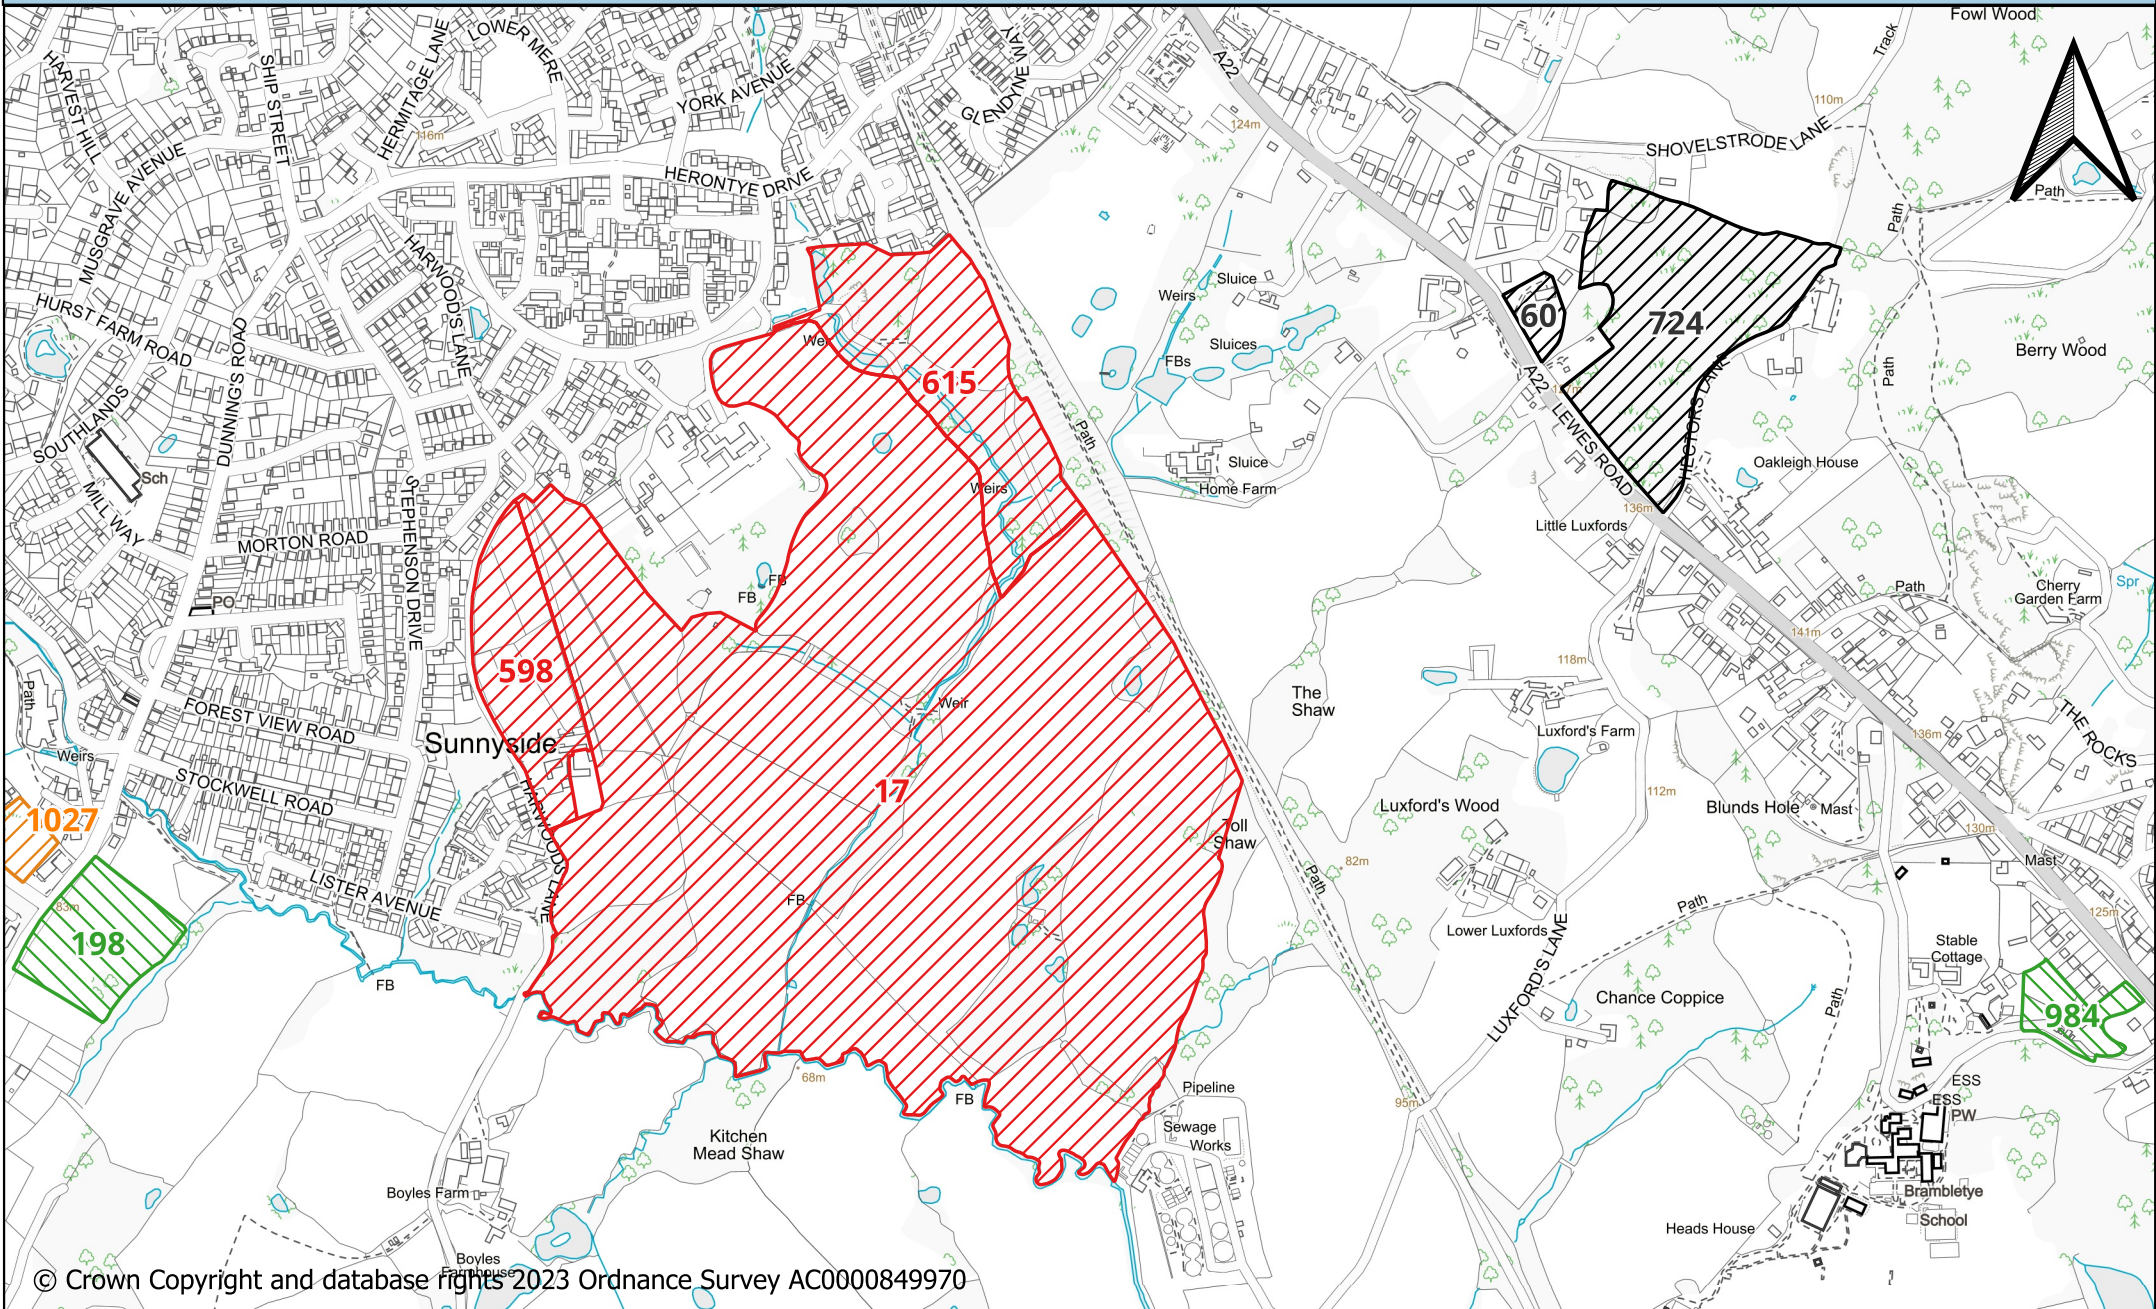 Fowl Wood
LOWER MERE
HERMITAGE LANE
SHIP STREET
HARVEST HILL
YORK AVENUE
GLENDYNE WAY
A22
Track
110m
116m
124m
SHOVELSTRODE LANE
MUSGRAVE AVENUE
HERONTYE DRIVE
Path
Path
HARWOOD'S LANE
Sluice
Weirs
HURST FARM ROAD
60
724
615
Sluices
FBs
Berry Wood
Path
A22
HECTORS LANE
LEWES ROAD
DUNNING'S ROAD
SOUTHLANDS
Path
Sch
Sluice
Home Farm
Oakleigh House
Weirs
136m
Little Luxfords
MILL WAY
STEPHENSON DRIVE
MORTON ROAD
FB
FB
PO
Path
Cherry
Garden Farm
Spr
141m
118m
598
Path
The
Shaw
Weir
FOREST VIEW ROAD
Sunnyside
Luxford's Farm
136m
THE ROCKS
Weirs
STOCKWELL ROAD
17
112m
Luxford's Wood
Blunds Hole
Mast
1027
HARWOODS LANE
Toll
Shaw
130m
82m
Mast
Path
LISTER AVENUE
FB
Path
83m
125m
198
Lower Luxfords
Stable
Cottage
FB
LUXFORD'S LANE
Chance Coppice
Path
984
68m
FB
Pipeline
95m
ESS
ESS
PW
Sewage
Works
Kitchen
Mead Shaw
Boyles Farm
Brambletye
School
Heads House
Boyles
Farmhouse
© Crown Copyright and database rights 2023 Ordnance Survey AC0000849970